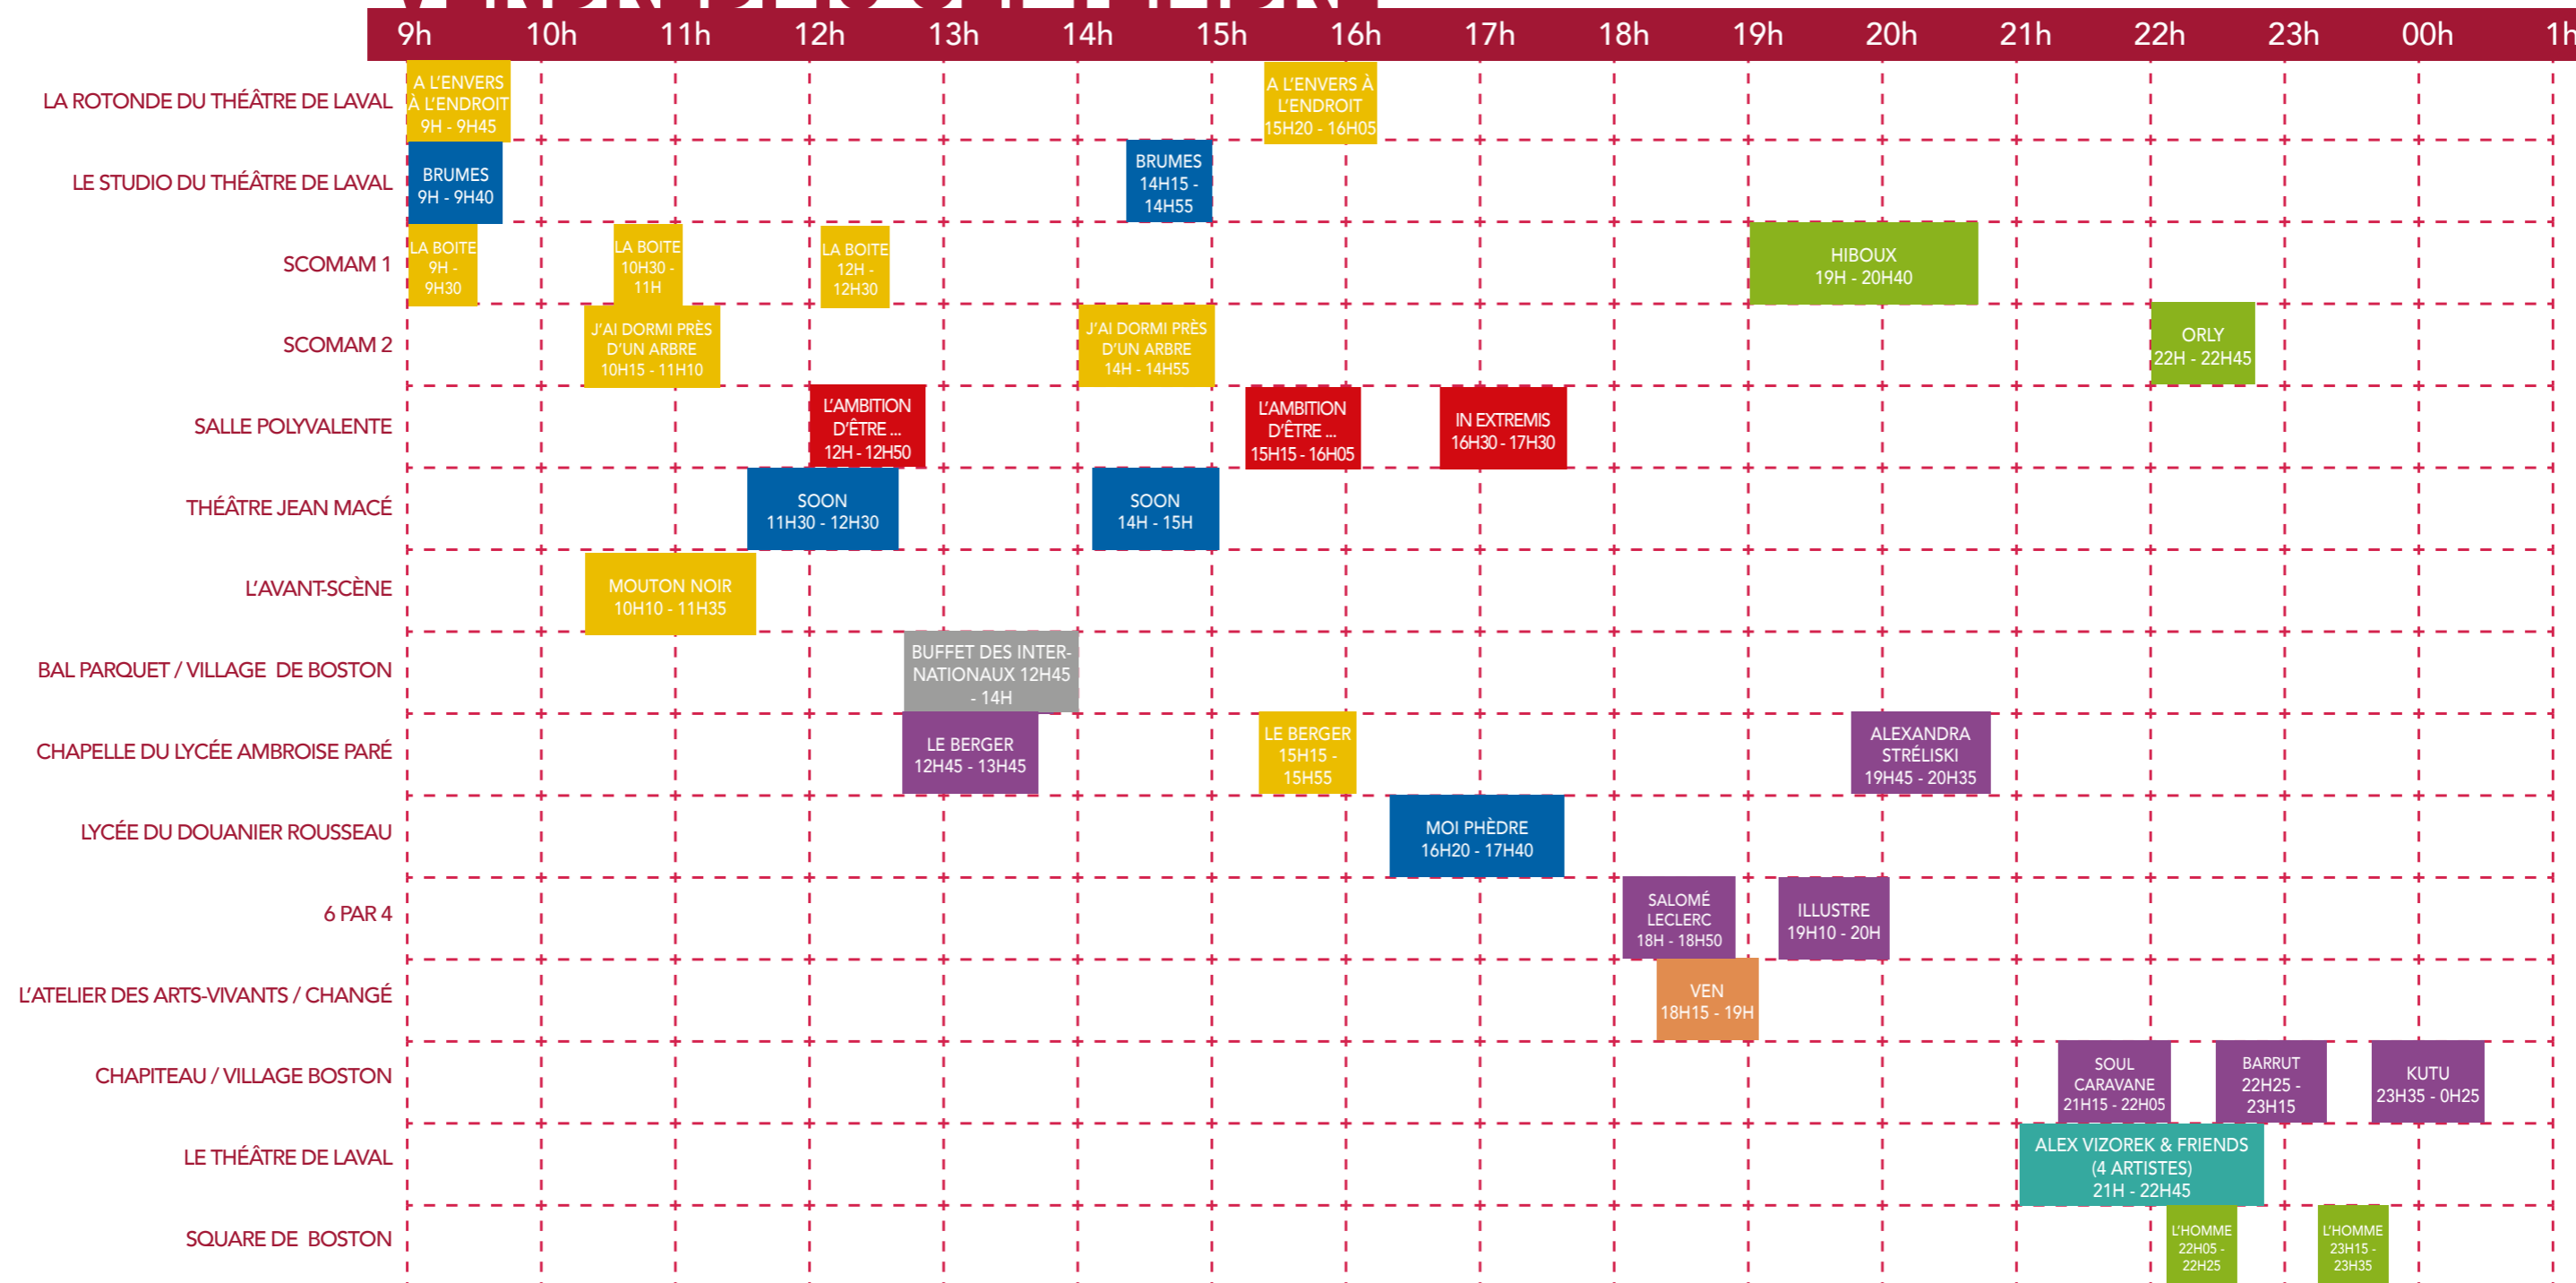 9h 10h 11h 12h 13h 14h 15h 16h 17h 18h 19h 20h 21h 22h 23h 00h 1h
LA ROTONDE DU THÉÂTRE DE LAVAL
A L'ENVERS
À L'ENDROIT
9H - 9H45
A L'ENVERS À
L'ENDROIT
15H20 - 16H05
LE STUDIO DU THÉÂTRE DE LAVAL
BRUMES
9H - 9H40
BRUMES
14H15 -
14H55
SCOMAM 1
LA BOITE
9H -
9H30
LA BOITE
10H30 -
11H
LA BOITE
12H -
12H30
HIBOUX
19H - 20H40
SCOMAM 2
J'AI DORMI PRÈS
D'UN ARBRE
10H15 - 11H10
J'AI DORMI PRÈS
D'UN ARBRE
14H - 14H55
ORLY
22H - 22H45
SALLE POLYVALENTE
L'AMBITION
D'ÊTRE ...
12H - 12H50
L'AMBITION
D'ÊTRE ...
15H15 - 16H05
IN EXTREMIS
16H30 - 17H30
THÉÂTRE JEAN MACÉ
SOON
11H30 - 12H30
SOON
14H - 15H
L'AVANT-SCÈNE
MOUTON NOIR
10H10 - 11H35
BAL PARQUET / VILLAGE DE BOSTON
BUFFET DES INTER-
NATIONAUX 12H45
- 14H
CHAPELLE DU LYCÉE AMBROISE PARÉ
LE BERGER
12H45 - 13H45
LE BERGER
15H15 -
15H55
ALEXANDRA
STRÉLISKI
19H45 - 20H35
LYCÉE DU DOUANIER ROUSSEAU
MOI PHÈDRE
16H20 - 17H40
6 PAR 4
SALOMÉ
LECLERC
18H - 18H50
ILLUSTRE
19H10 - 20H
L'ATELIER DES ARTS-VIVANTS / CHANGÉ
VEN
18H15 - 19H
CHAPITEAU / VILLAGE BOSTON
SOUL
CARAVANE
21H15 - 22H05
BARRUT
22H25 -
23H15
KUTU
23H35 - 0H25
LE THÉÂTRE DE LAVAL
ALEX VIZOREK & FRIENDS
(4 ARTISTES)
21H - 22H45
SQUARE DE BOSTON
L'HOMME
22H05 -
22H25
L'HOMME
23H15 -
23H35